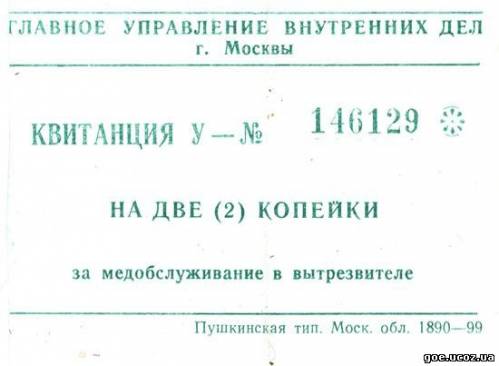 ГЛАВНОЕ УПРАВЛЕНИЕ ВНУТРЕННИХ ДЕЛ
г. Москвы
КВИТАНЦИЯ У — № 146129
НА ДВЕ (2) КОПЕЙКИ
за медобслуживание в вытрезвителе
Пушкинская тип. Моск. обл. 1890—99
goe.ucoz.ua